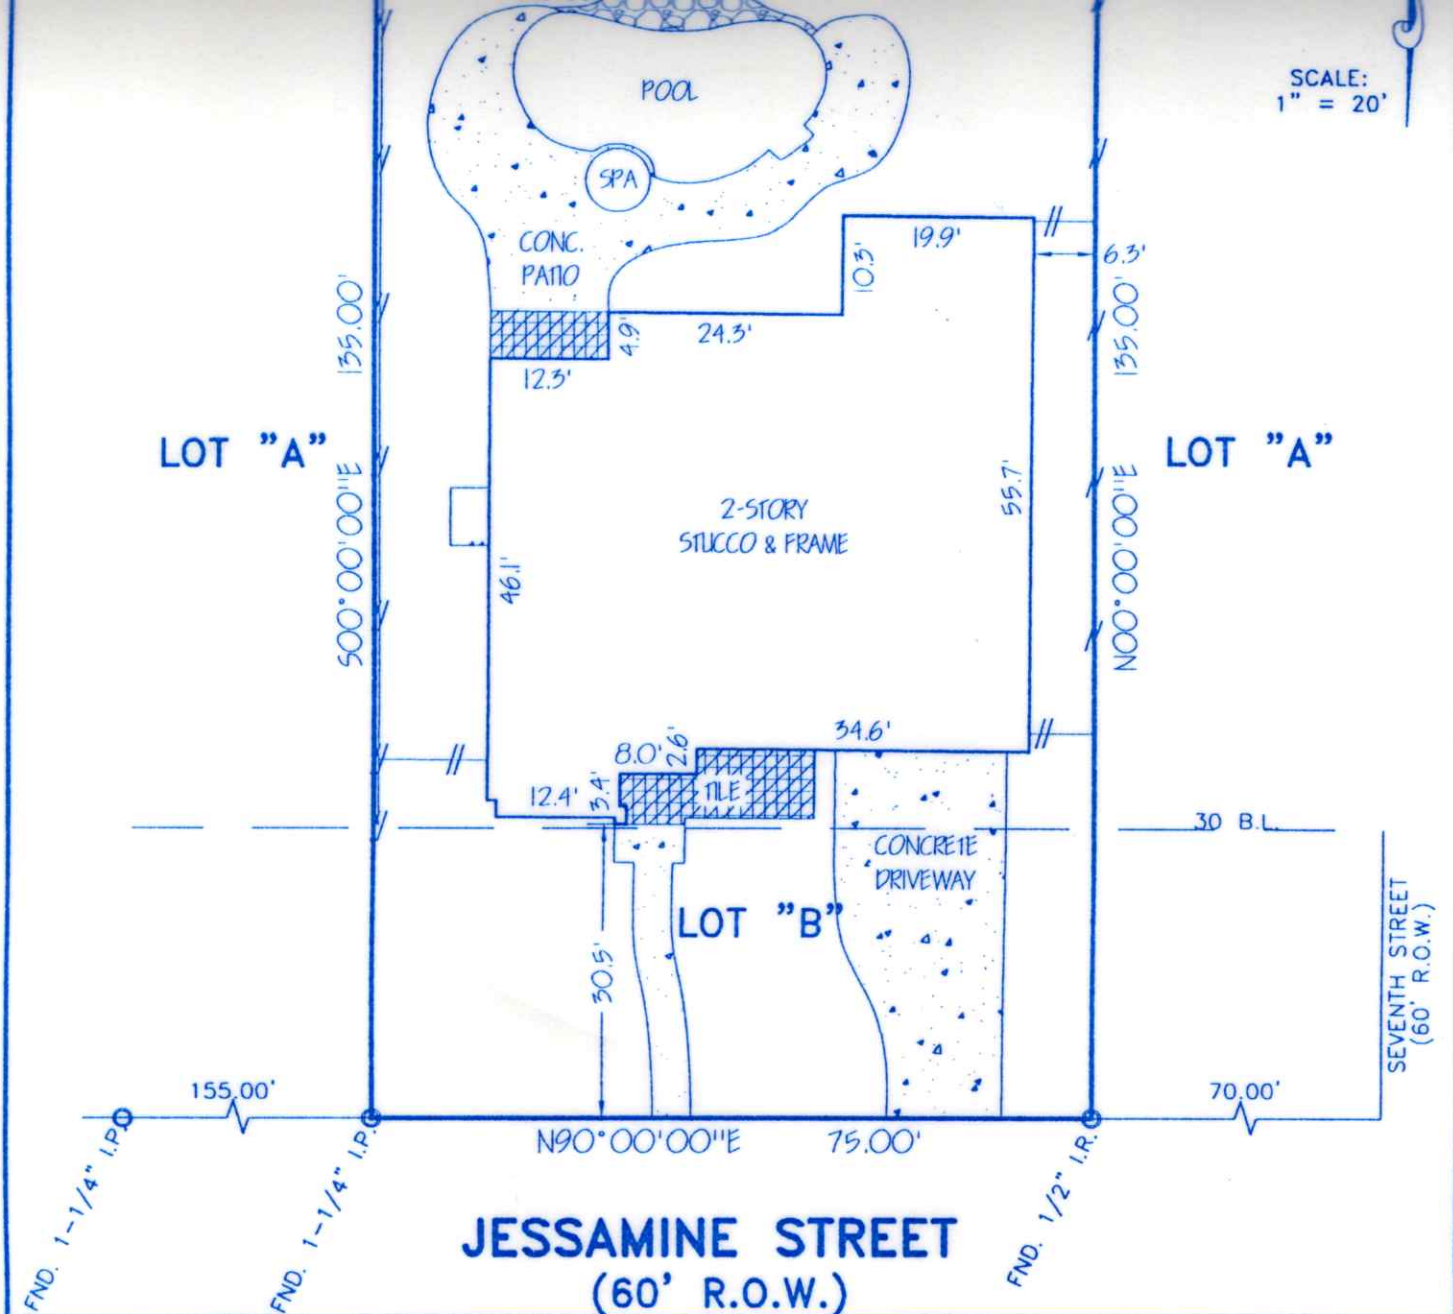 SCALE:
1" = 20'
POOL
SPA
CONC.
PATIO
19.9'
10.3'
6.3'
135.00'
135.00'
4.9'
24.3'
12.3'
LOT "A"
LOT "A"
S00°00'00"E
N00°00'00"E
55.7'
2-STORY
STUCCO & FRAME
46.1'
34.6'
8.0'
2.6'
TILE
12.4'
3.4'
30 B.L.
CONCRETE
DRIVEWAY
LOT "B"
30.5'
SEVENTH STREET
(60' R.O.W.)
155.00'
70.00'
N90°00'00"E
75.00'
FND. 1-1/4" I.P.
FND. 1-1/4" I.P.
FND. 1/2" I.R.
JESSAMINE STREET
(60' R.O.W.)